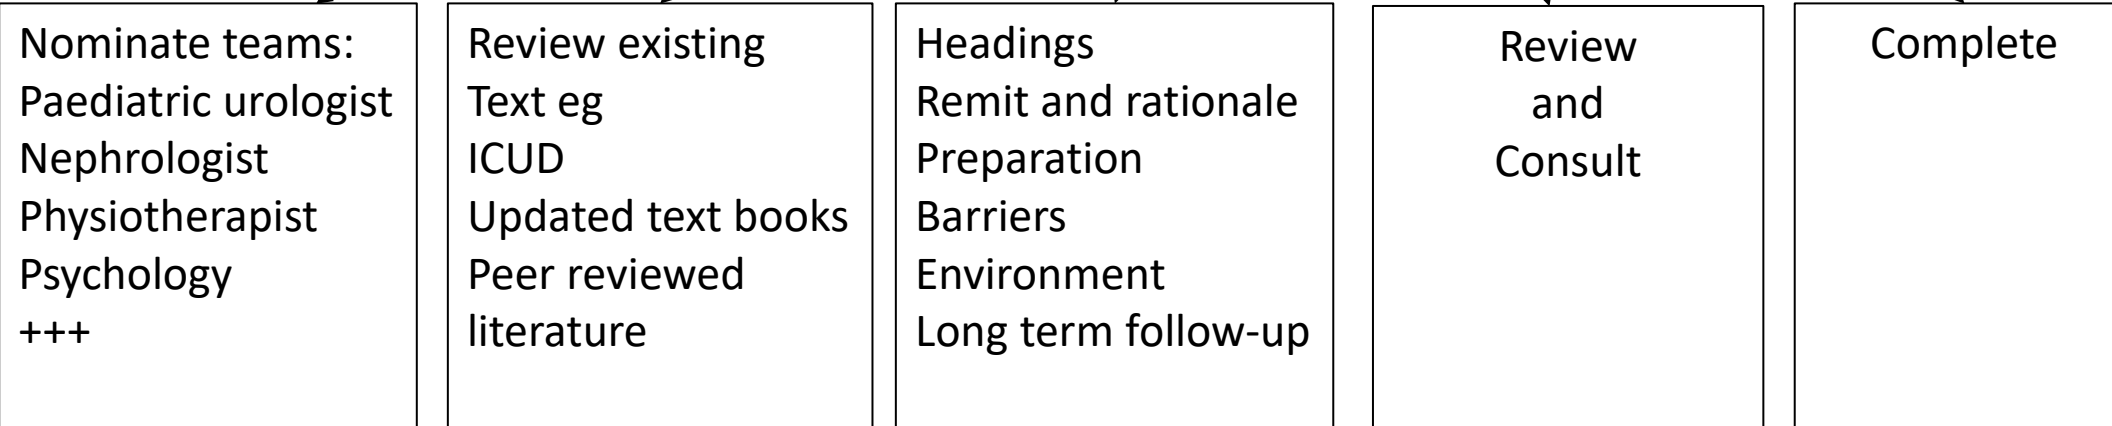 Nominate teams:
Paediatric urologist
Nephrologist
Physiotherapist
Psychology
+++
Review existing
Text eg
ICUD
Updated text books
Peer reviewed
literature
Headings
Remit and rationale
Preparation
Barriers
Environment
Long term follow-up
Review
and
Consult
Complete